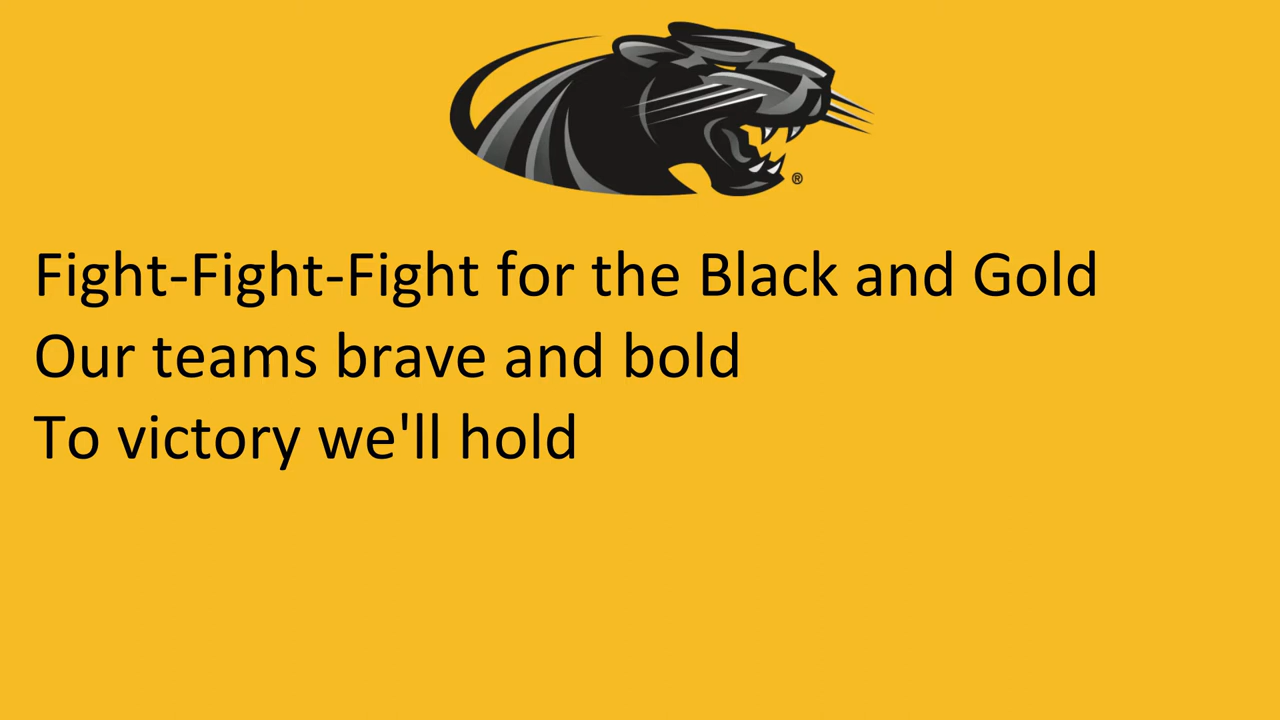 ®
Fight-Fight-Fight for the Black and Gold
Our teams brave and bold
To victory we'll hold